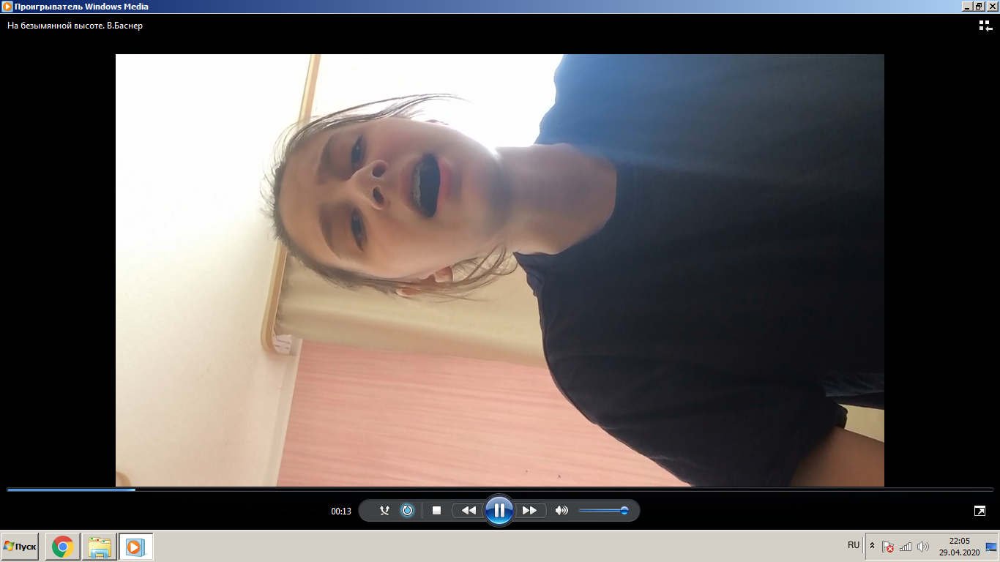 Проигрыватель Windows Media
На безымянной высоте. В.Баснер
00:13
Пуск
RU
22:05
29.04.2020